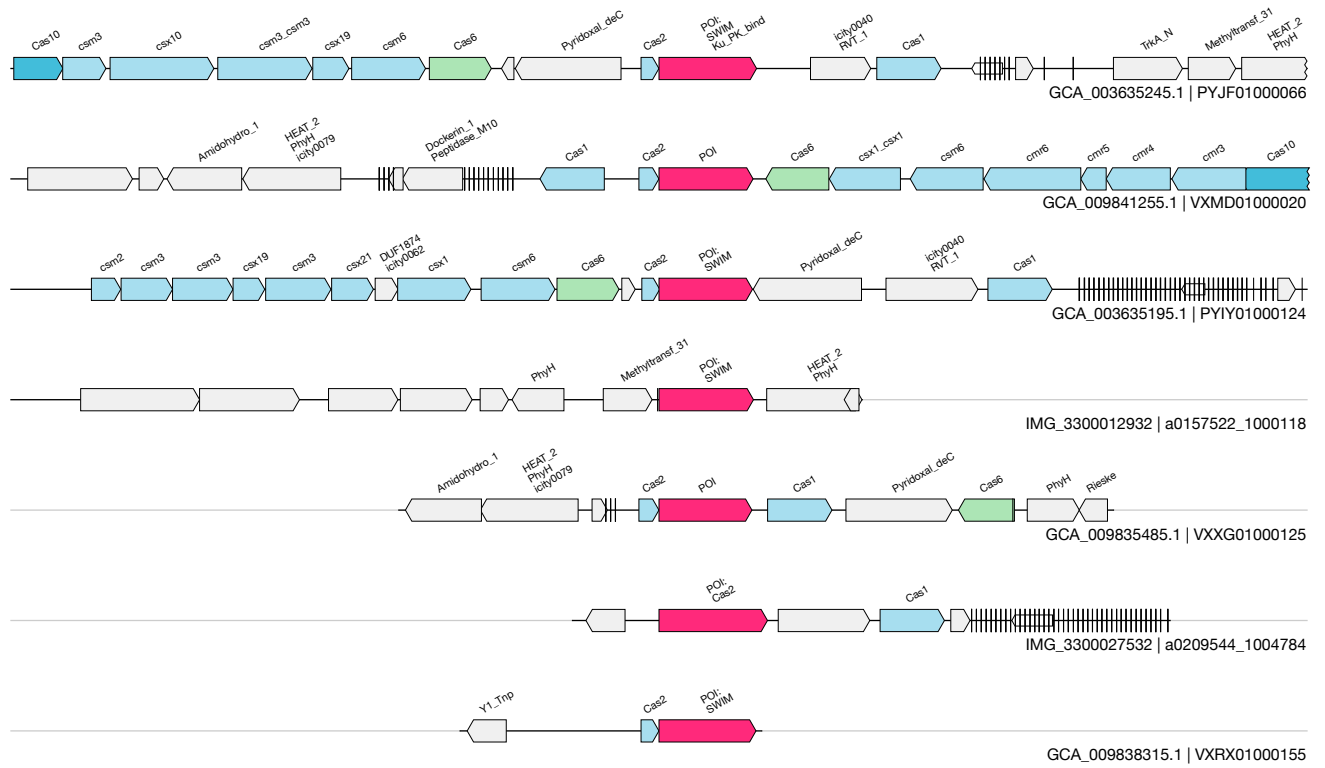 Cas10
csm3
csx10
csm3_csm3
csx19
csm6
Cas6
Pyridoxal_deC
Cas2
POI:
SWIM
Ku_PK_bind
icity0040
RVT_1
Cas1
TrkA_N
Methyltransf_31
HEAT_2
PhyH
GCA_003635245.1 | PYJF01000066
Amidohydro_1
HEAT_2
PhyH
icity0079
Dockerin_1
Peptidase_M10
Cas1
Cas2
POI
Cas6
csx1_csx1
csm6
cmr6
cmr5
cmr4
cmr3
Cas10
GCA_009841255.1 | VXMD01000020
csm2
csm3
csm3
csx19
csm3
csx21
DUF1874
icity0062
csx1
csm6
Cas6
Cas2
POI:
SWIM
Pyridoxal_deC
icity0040
RVT_1
Cas1
GCA_003635195.1 | PYIY01000124
PhyH
Methyltransf_31
POI:
SWIM
HEAT_2
PhyH
IMG_3300012932 | a0157522_1000118
Amidohydro_1
HEAT_2
PhyH
icity0079
Cas2
POI
Cas1
Pyridoxal_deC
Cas6
PhyH
Rieske
GCA_009835485.1 | VXXG01000125
POI:
Cas2
Cas1
IMG_3300027532 | a0209544_1004784
Y1_Tnp
Cas2
POI:
SWIM
GCA_009838315.1 | VXRX01000155